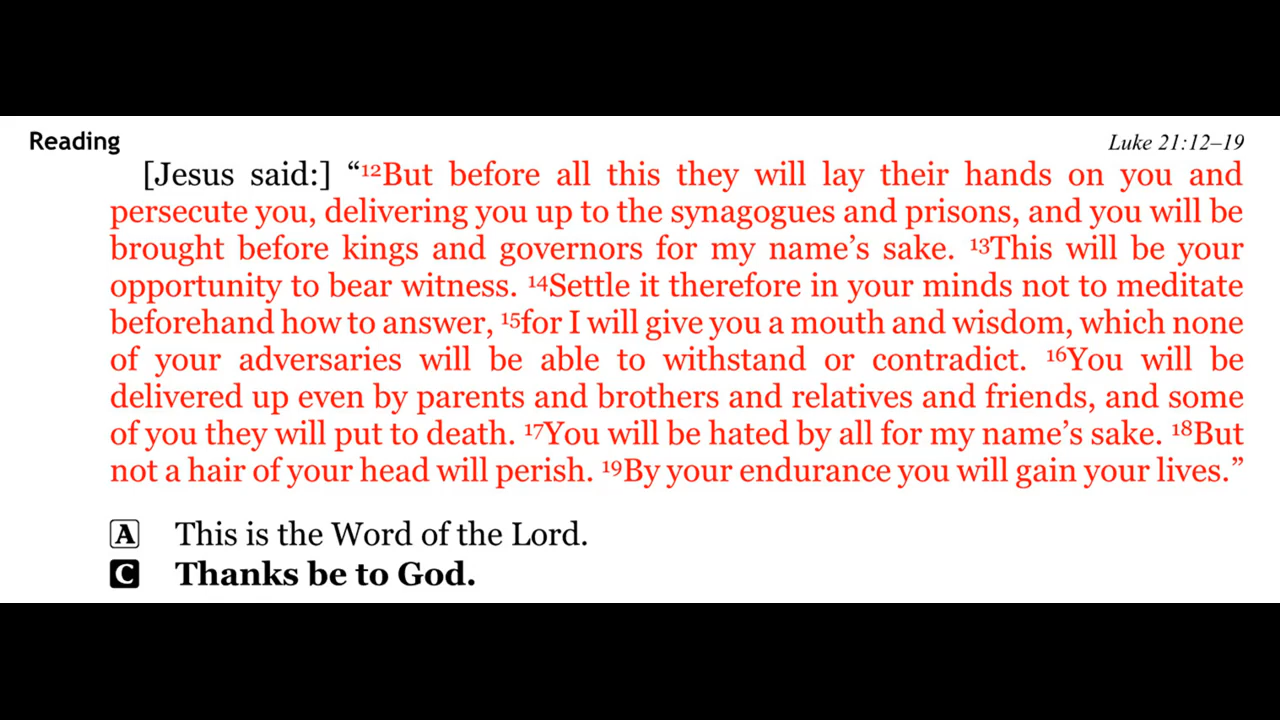 Reading
Luke 21:12–19
[Jesus said:] “¹²But before all this they will lay their hands on you and
persecute you, delivering you up to the synagogues and prisons, and you will be
brought before kings and governors for my name’s sake. ¹³This will be your
opportunity to bear witness. ¹⁴Settle it therefore in your minds not to meditate
beforehand how to answer, ¹⁵for I will give you a mouth and wisdom, which none
of your adversaries will be able to withstand or contradict. ¹⁶You will be
delivered up even by parents and brothers and relatives and friends, and some
of you they will put to death. ¹⁷You will be hated by all for my name’s sake. ¹⁸But
not a hair of your head will perish. ¹⁹By your endurance you will gain your lives.”
A This is the Word of the Lord.
C Thanks be to God.